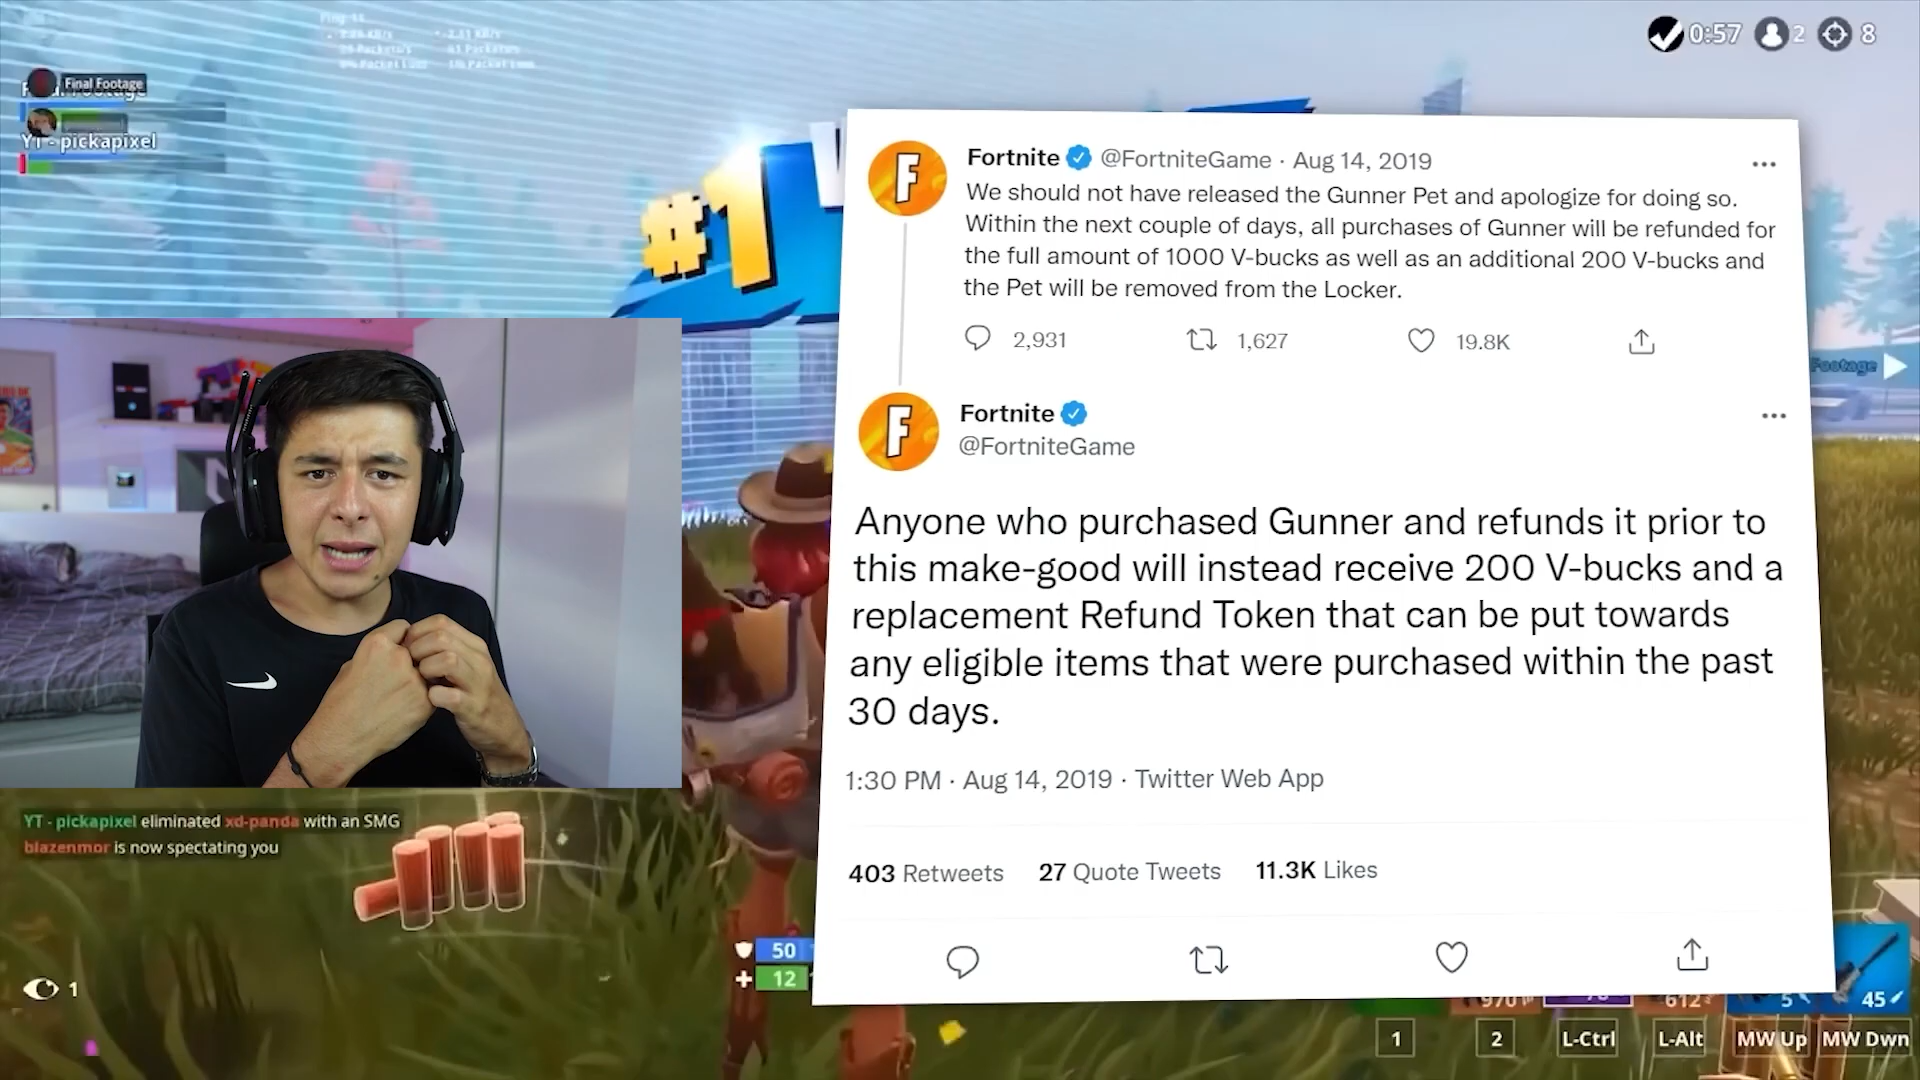 Ping
0:57 2 8
Final Footage
YT - pickapixel
#1
Fortnite @FortniteGame · Aug 14, 2019
We should not have released the Gunner Pet and apologize for doing so.
Within the next couple of days, all purchases of Gunner will be refunded for
the full amount of 1000 V-bucks as well as an additional 200 V-bucks and
the Pet will be removed from the Locker.
2,931 1,627 19.8K
Footage
Fortnite
@FortniteGame
Anyone who purchased Gunner and refunds it prior to
this make-good will instead receive 200 V-bucks and a
replacement Refund Token that can be put towards
any eligible items that were purchased within the past
30 days.
1:30 PM · Aug 14, 2019 · Twitter Web App
403 Retweets 27 Quote Tweets 11.3K Likes
YT - pickapixel eliminated xd-panda with an SMG
blazenmor is now spectating you
50
12
1
970 612 5 45
1 2 L-Ctrl L-Alt MW Up MW Dwn